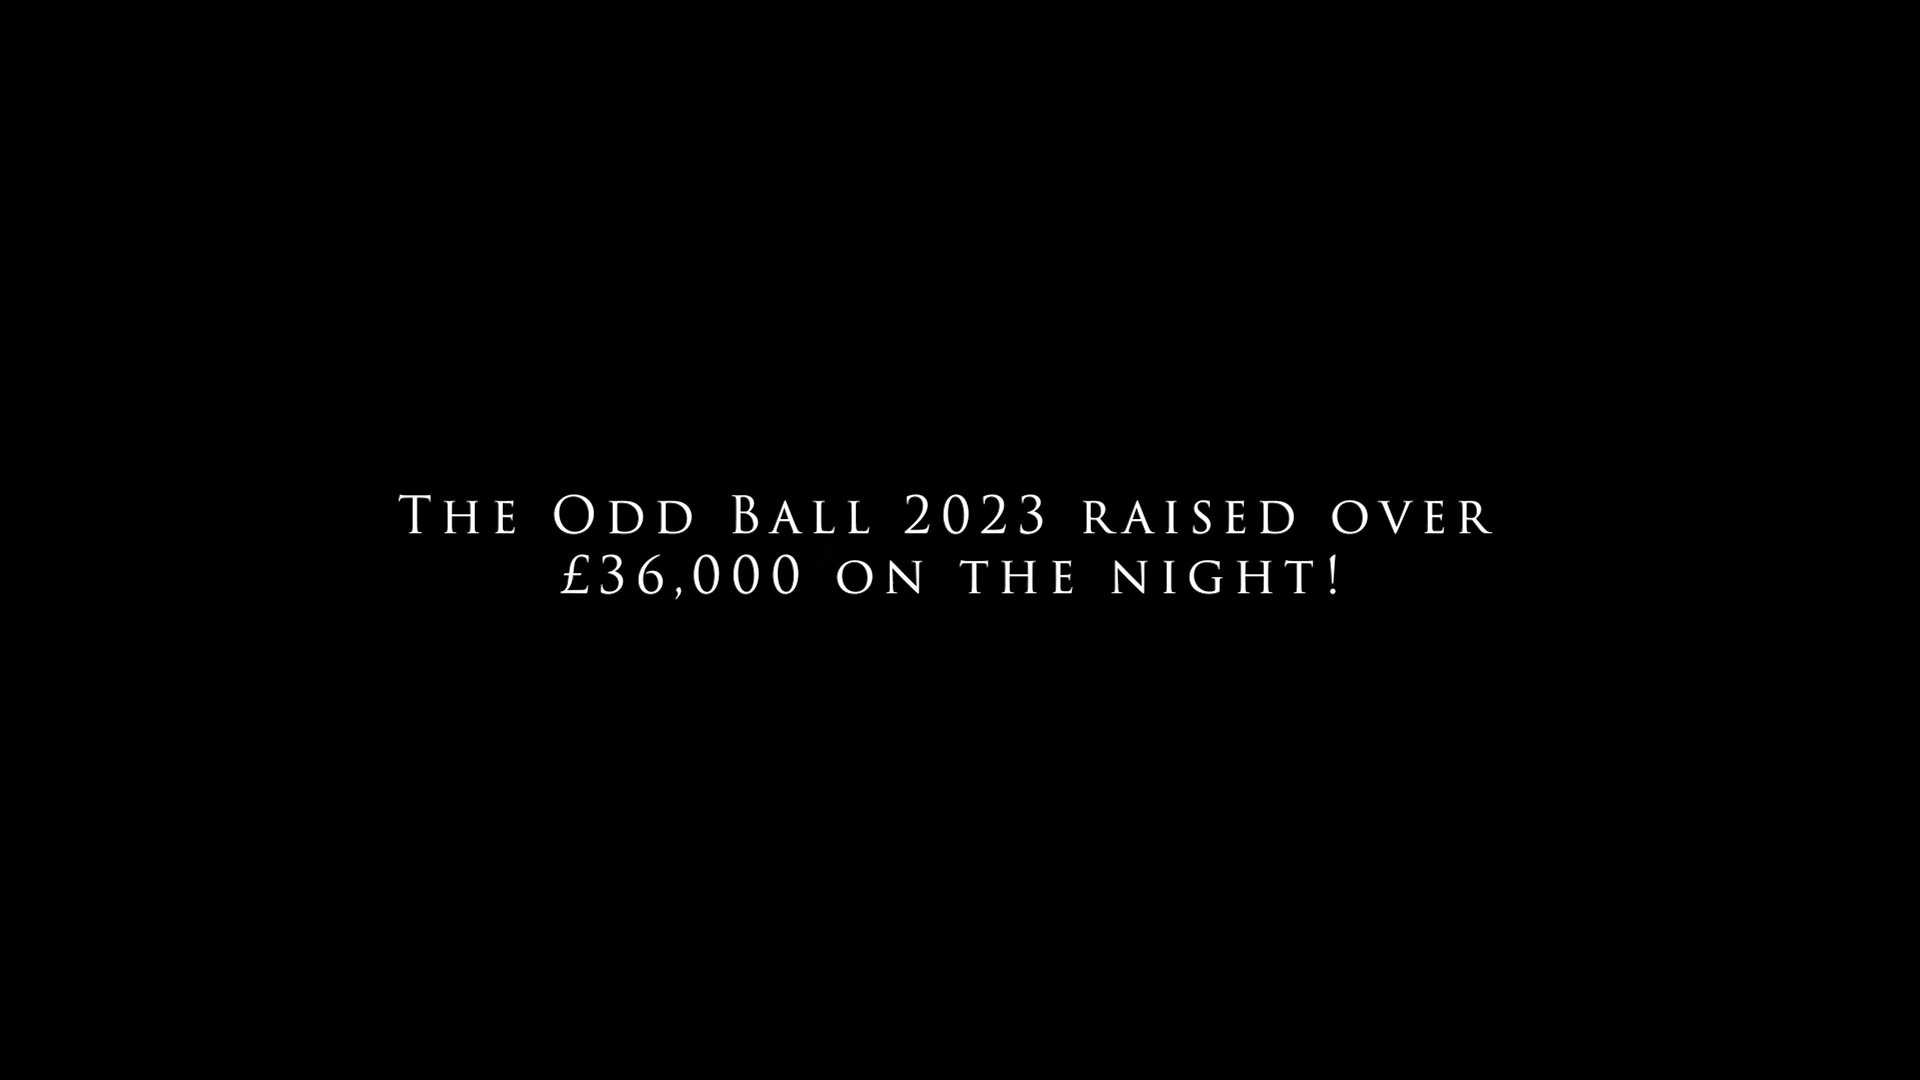 The Odd Ball 2023 raised over
£36,000 on the night!